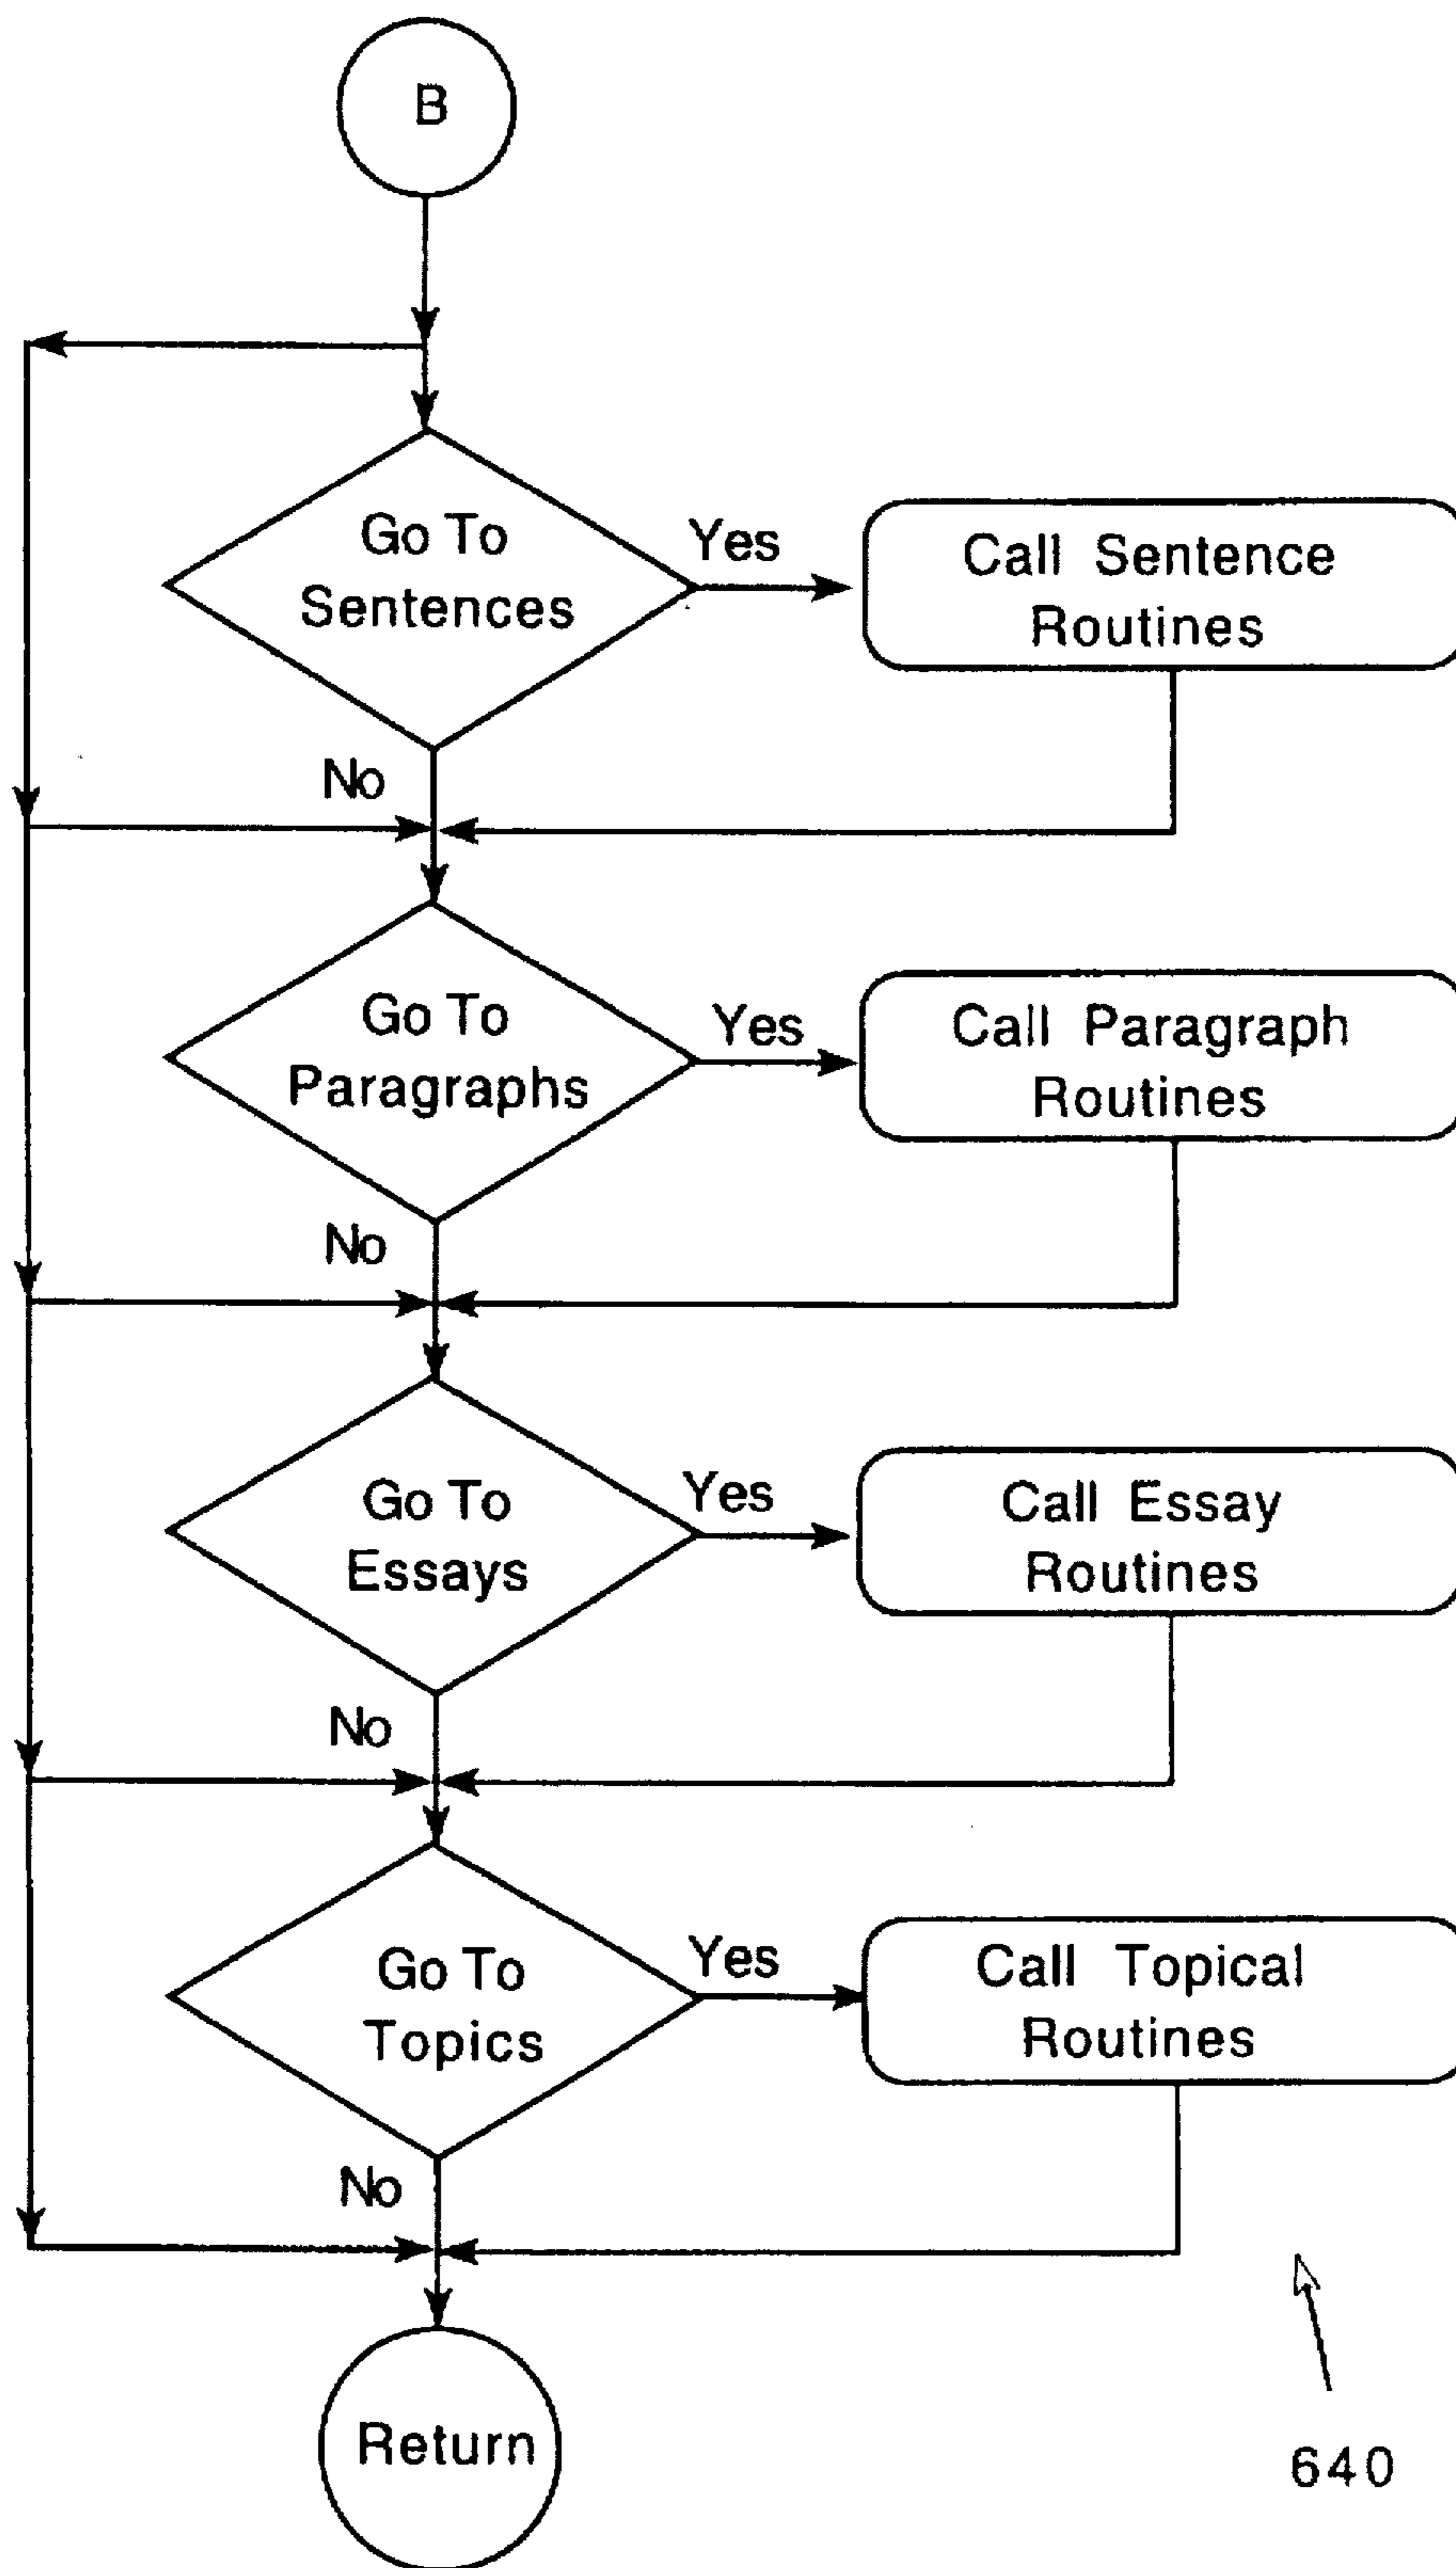 B
Go To
Sentences
Yes
Call Sentence
Routines
No
Go To
Paragraphs
Yes
Call Paragraph
Routines
No
Go To
Essays
Yes
Call Essay
Routines
No
Go To
Topics
Yes
Call Topical
Routines
No
Return
640